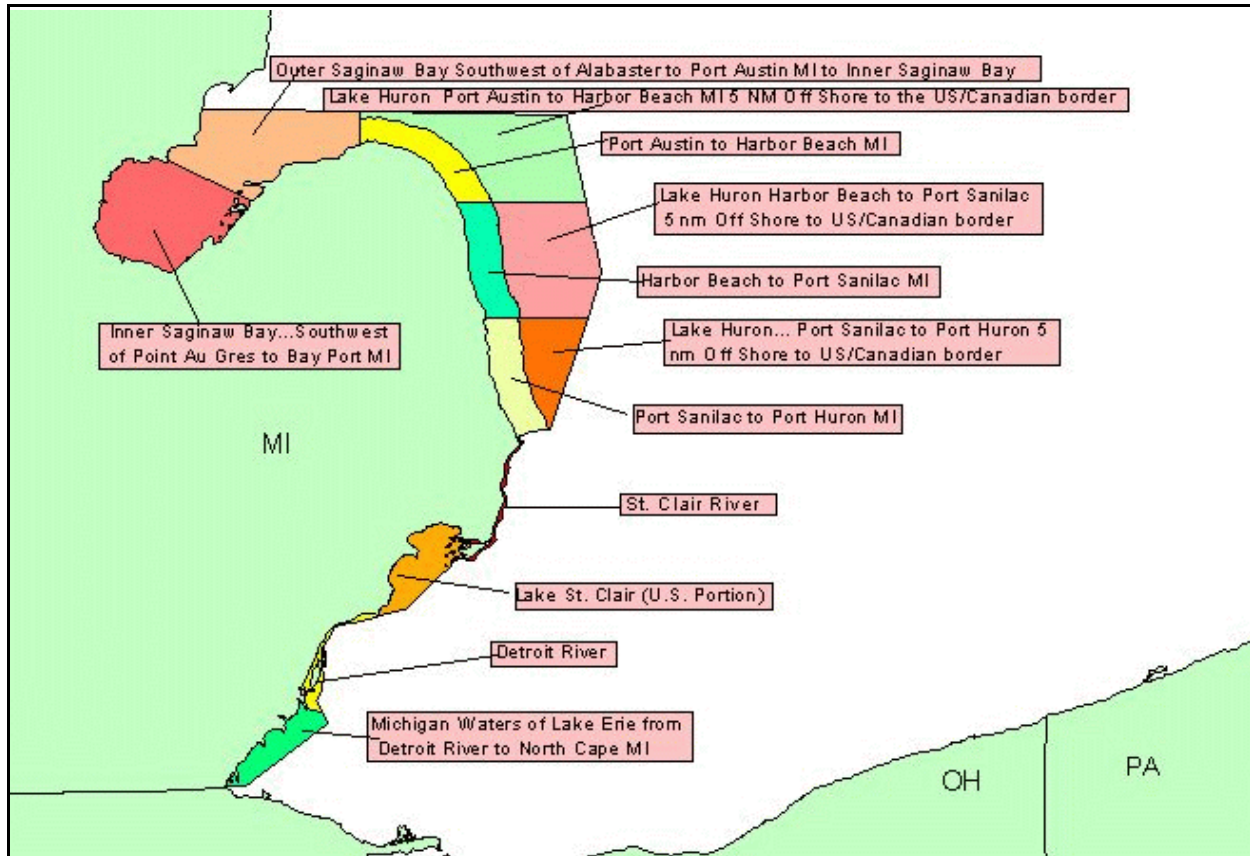 Outer Saginaw Bay Southwest of Alabaster to Port Austin MI to Inner Saginaw Bay
Lake Huron Port Austin to Harbor Beach MI 5 NM Off Shore to the US/Canadian border
Port Austin to Harbor Beach MI
Lake Huron Harbor Beach to Port Sanilac
5 nm Off Shore to US/Canadian border
Harbor Beach to Port Sanilac MI
Inner Saginaw Bay...Southwest
of Point Au Gres to Bay Port MI
Lake Huron... Port Sanilac to Port Huron 5
nm Off Shore to US/Canadian border
Port Sanilac to Port Huron MI
MI
St. Clair River
Lake St. Clair (U.S. Portion)
Detroit River
Michigan Waters of Lake Erie from
Detroit River to North Cape MI
OH
PA